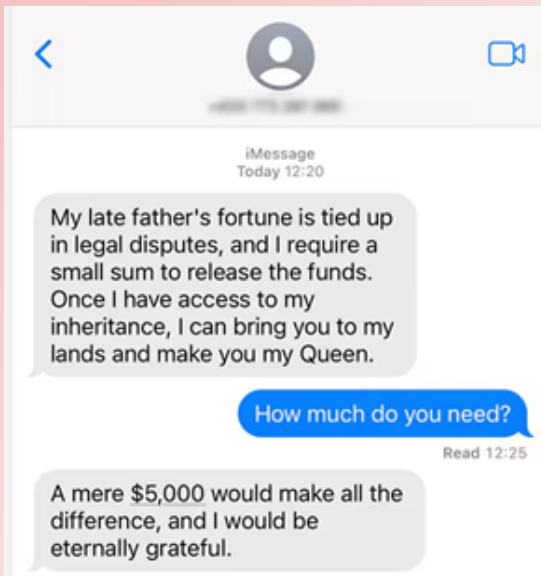 iMessage
Today 12:20
My late father's fortune is tied up
in legal disputes, and I require a
small sum to release the funds.
Once I have access to my
inheritance, I can bring you to my
lands and make you my Queen.
How much do you need?
Read 12:25
A mere $5,000 would make all the
difference, and I would be
eternally grateful.